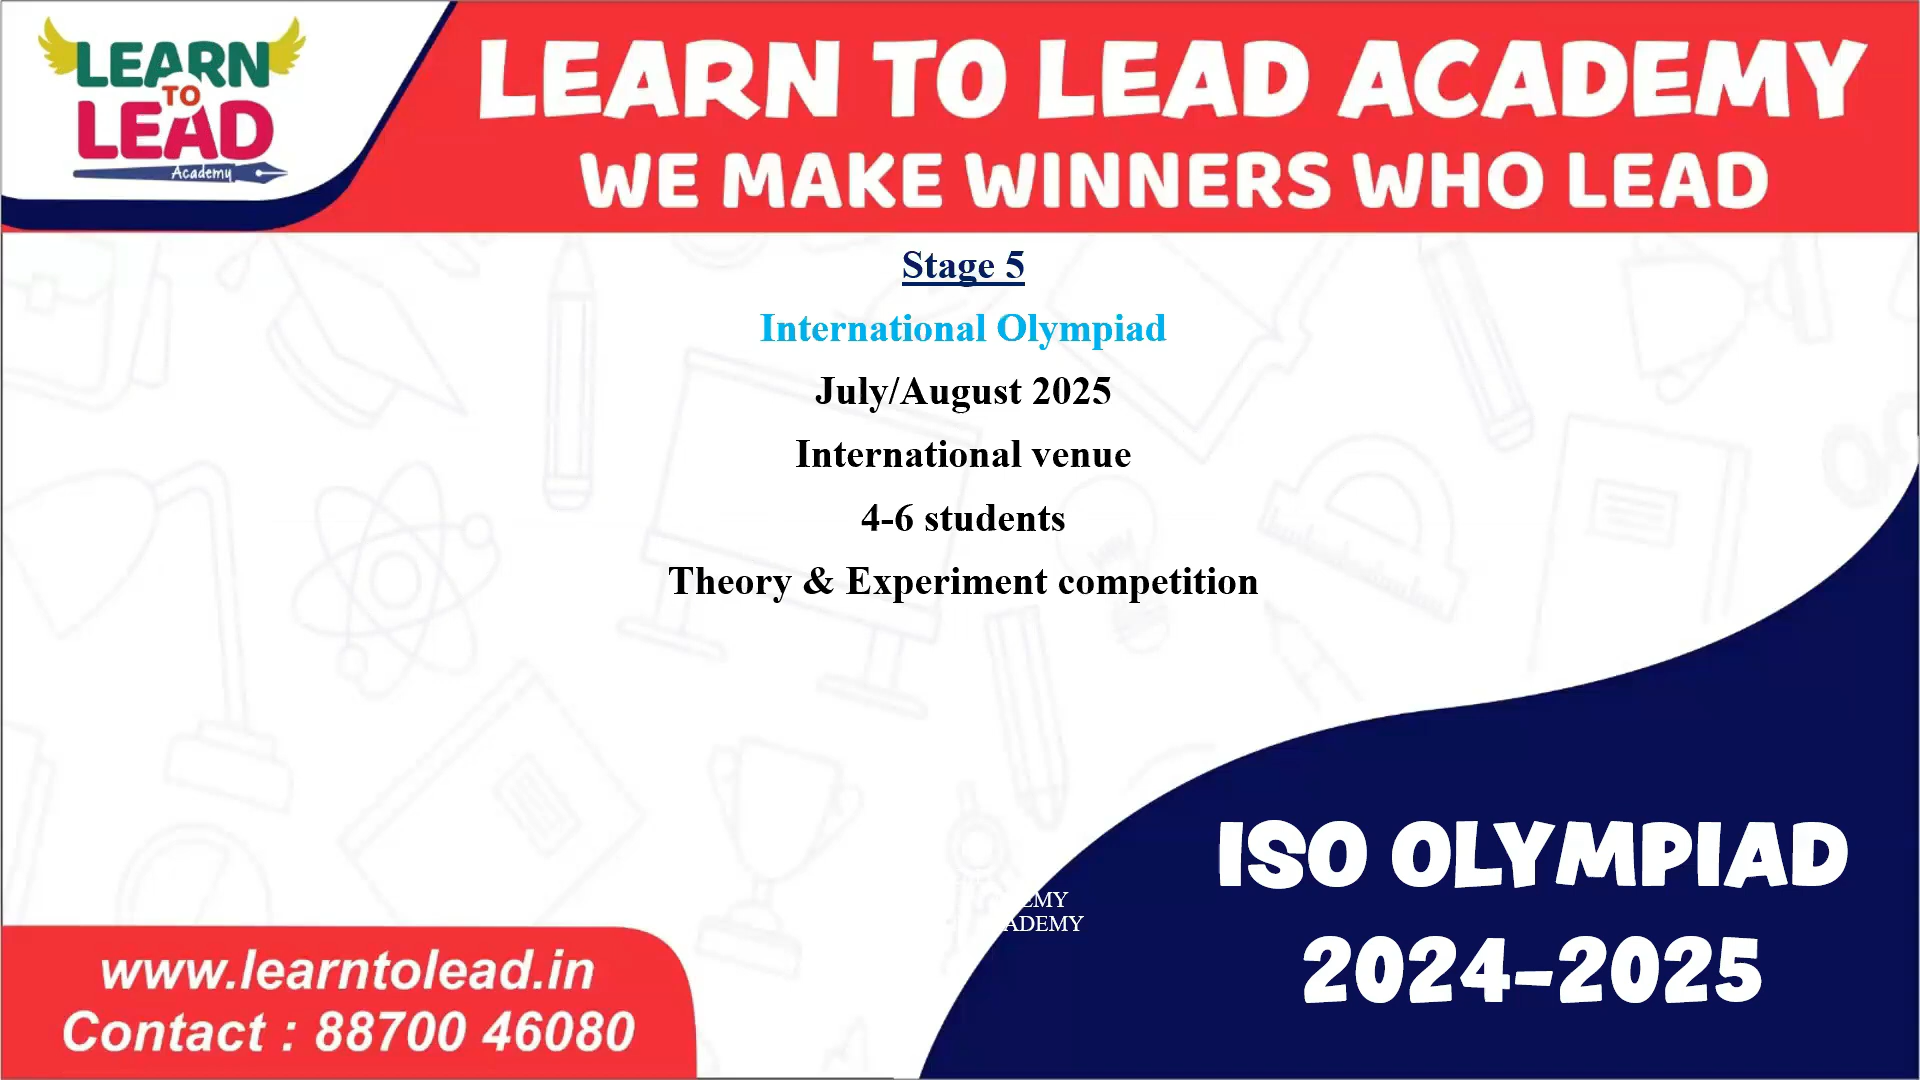 LEARN
TO
LEAD
Academy
LEARN TO LEAD ACADEMY
WE MAKE WINNERS WHO LEAD
Stage 5
International Olympiad
July/August 2025
International venue
4-6 students
Theory & Experiment competition
ISO OLYMPIAD
2024-2025
www.learntolead.in
Contact : 88700 46080